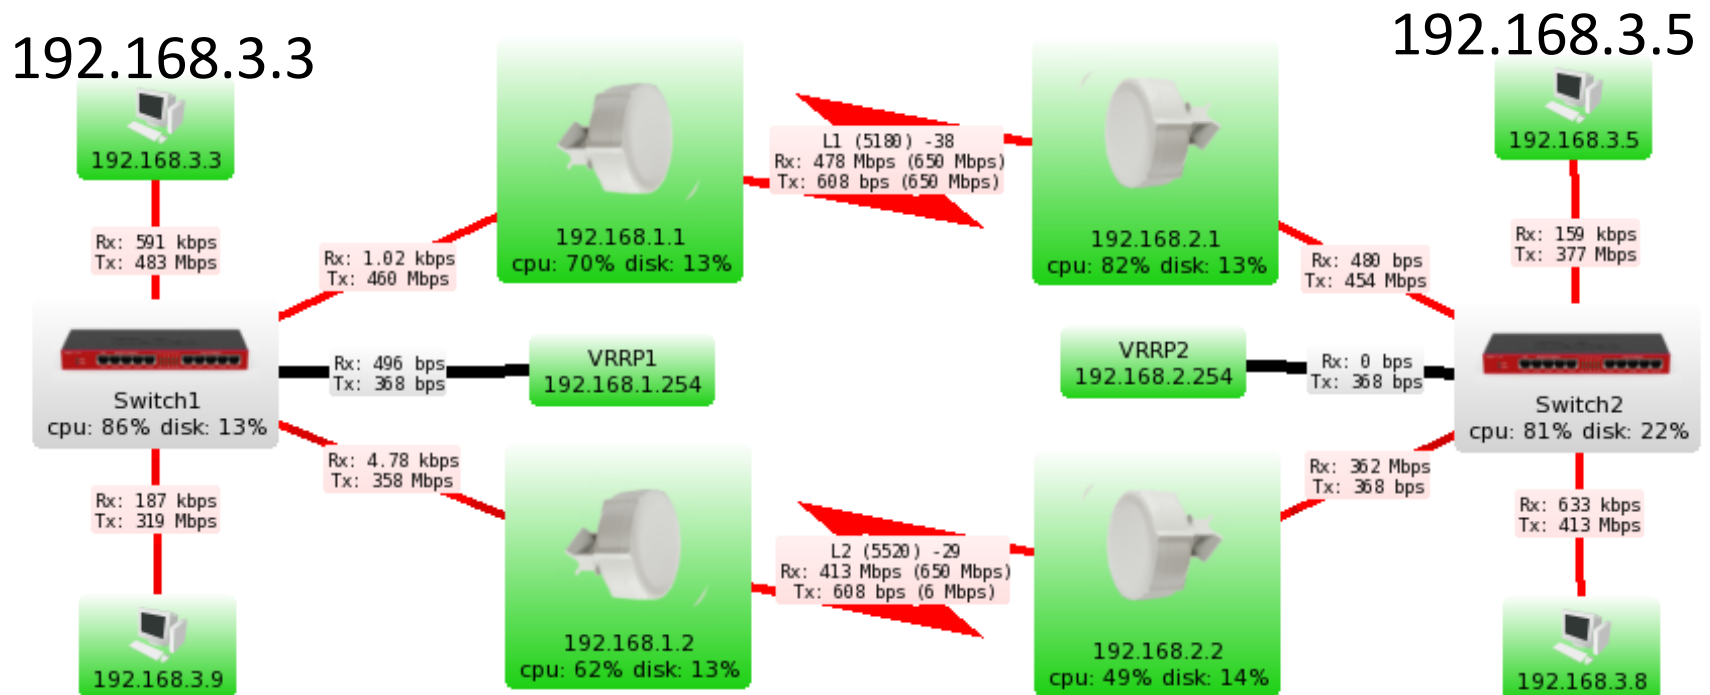 192.168.3.3
192.168.3.5
192.168.3.3
192.168.3.5
L1 (5180) -38
Rx: 478 Mbps (650 Mbps)
Tx: 608 bps (650 Mbps)
192.168.1.1
cpu: 70% disk: 13%
192.168.2.1
cpu: 82% disk: 13%
Rx: 591 kbps
Tx: 483 Mbps
Rx: 1.02 kbps
Tx: 460 Mbps
Rx: 480 bps
Tx: 454 Mbps
Rx: 159 kbps
Tx: 377 Mbps
Switch1
cpu: 86% disk: 13%
Rx: 496 bps
Tx: 368 bps
VRRP1
192.168.1.254
VRRP2
192.168.2.254
Rx: 0 bps
Tx: 368 bps
Switch2
cpu: 81% disk: 22%
Rx: 187 kbps
Tx: 319 Mbps
Rx: 4.78 kbps
Tx: 358 Mbps
L2 (5520) -29
Rx: 413 Mbps (650 Mbps)
Tx: 608 bps (6 Mbps)
Rx: 362 Mbps
Tx: 368 bps
Rx: 633 kbps
Tx: 413 Mbps
192.168.3.9
192.168.1.2
cpu: 62% disk: 13%
192.168.2.2
cpu: 49% disk: 14%
192.168.3.8